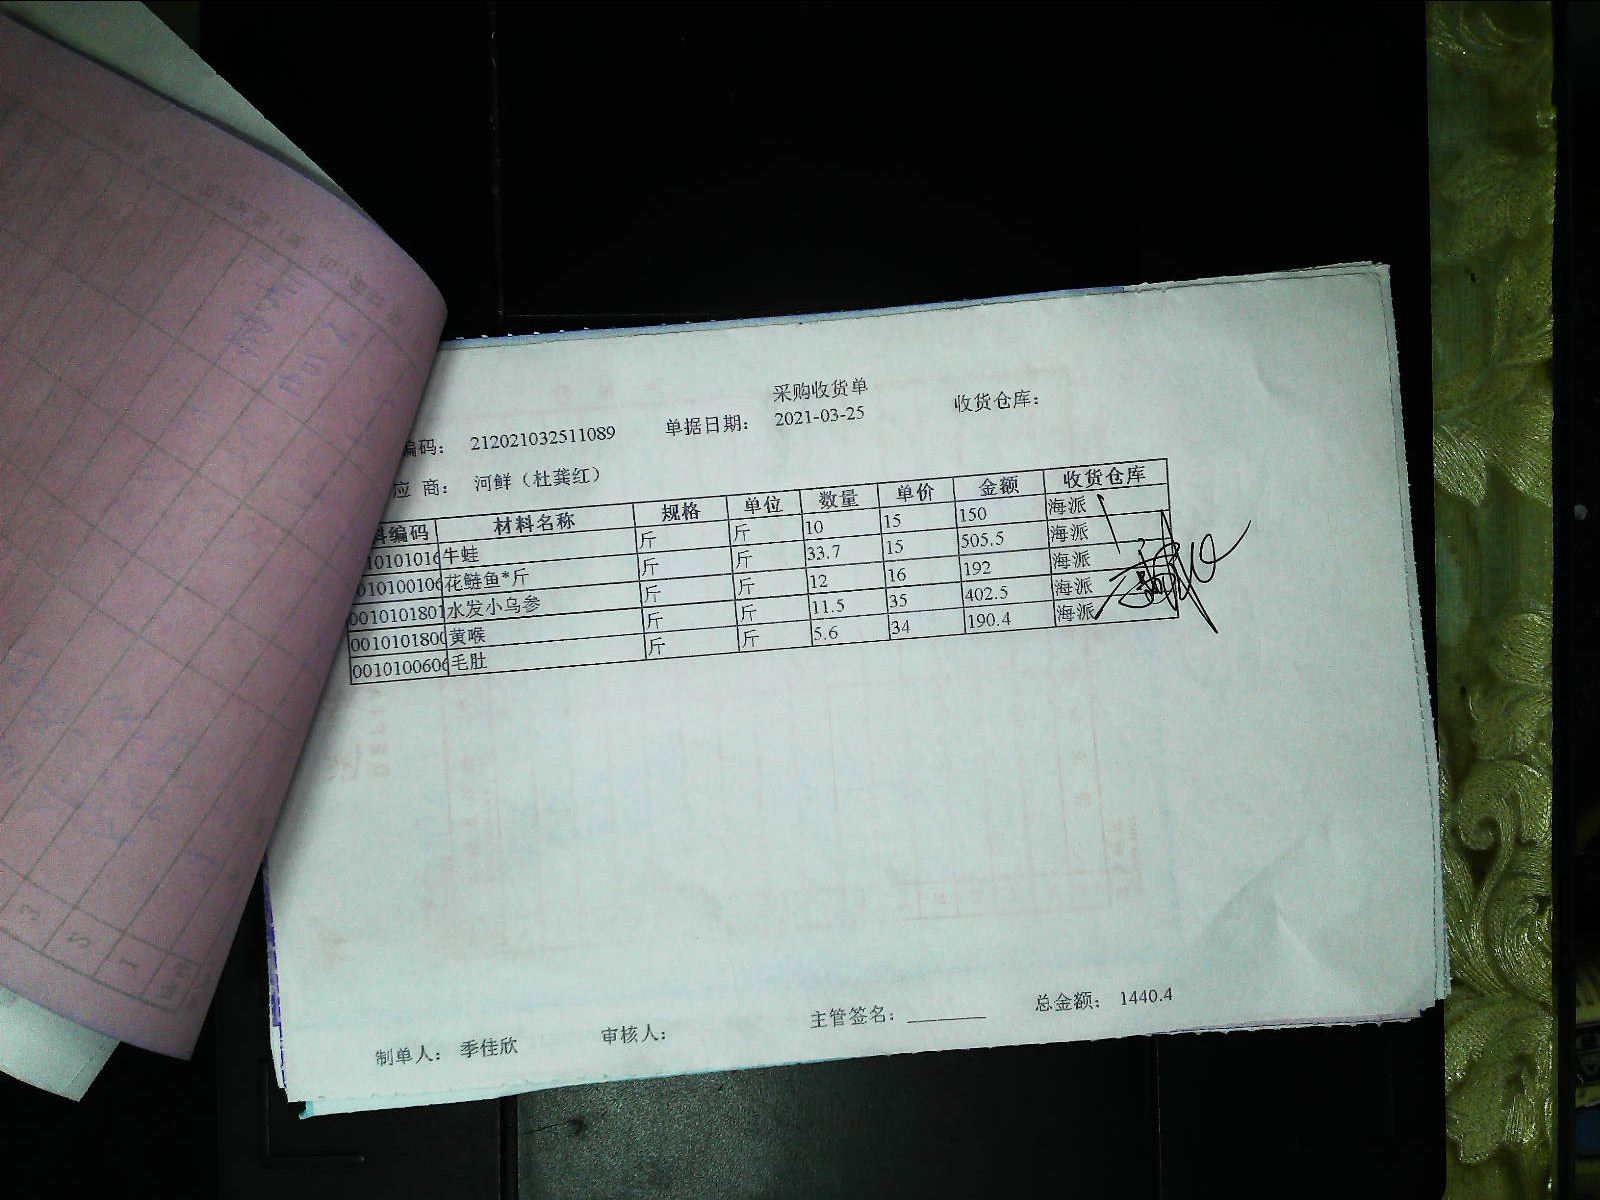 采购收货单
编码: 212021032511089 单据日期: 2021-03-25 收货仓库:
应 商: 河鲜（杜龚红）
料编码 材料名称 规格 单位 数量 单价 金额 收货仓库
10101016 牛蛙 斤 斤 10 15 150 海派
010100106 花鲢鱼*斤 斤 斤 33.7 15 505.5 海派
0010101801 水发小乌参 斤 斤 12 16 192 海派
0010101800 黄喉 斤 斤 11.5 35 402.5 海派
0010100606 毛肚 斤 斤 5.6 34 190.4 海派
制单人: 季佳欣 审核人: 主管签名: ________ 总金额: 1440.4